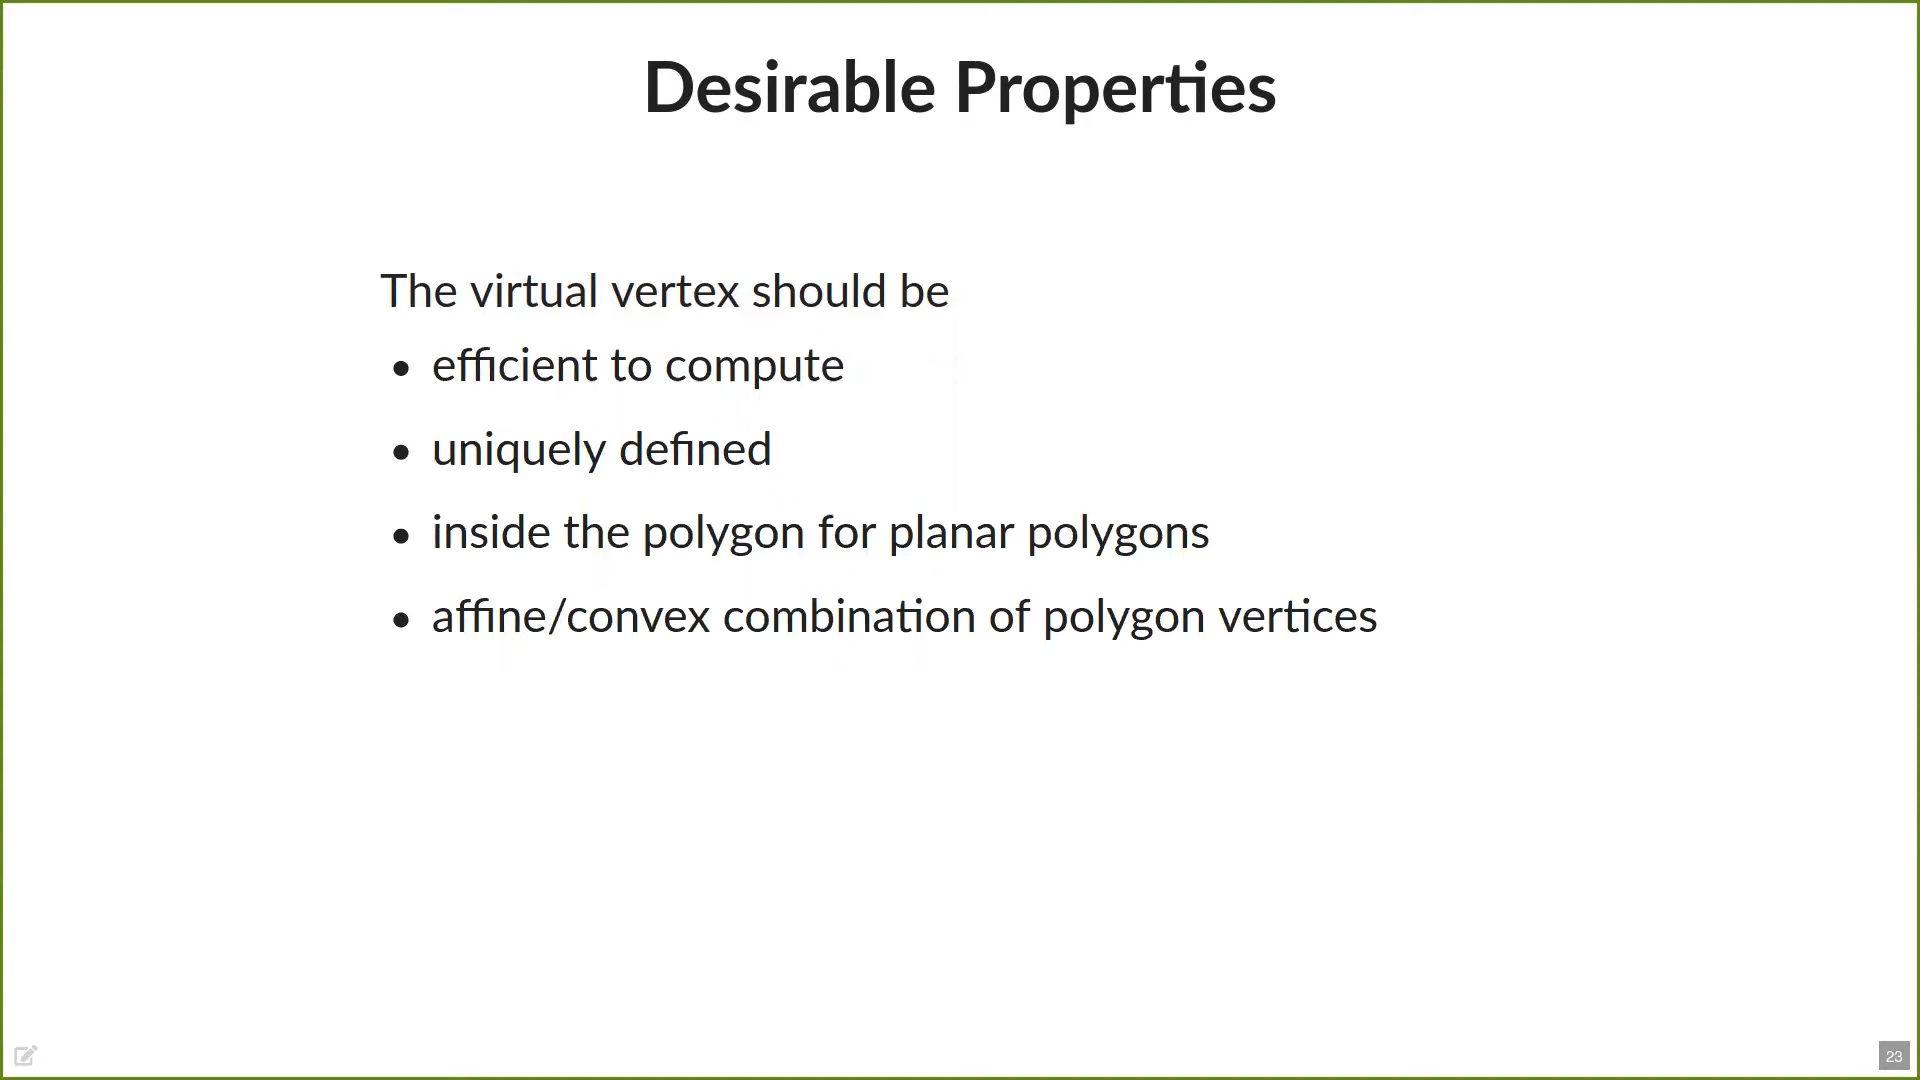 Desirable Properties
The virtual vertex should be
• efficient to compute
• uniquely defined
• inside the polygon for planar polygons
• affine/convex combination of polygon vertices
23